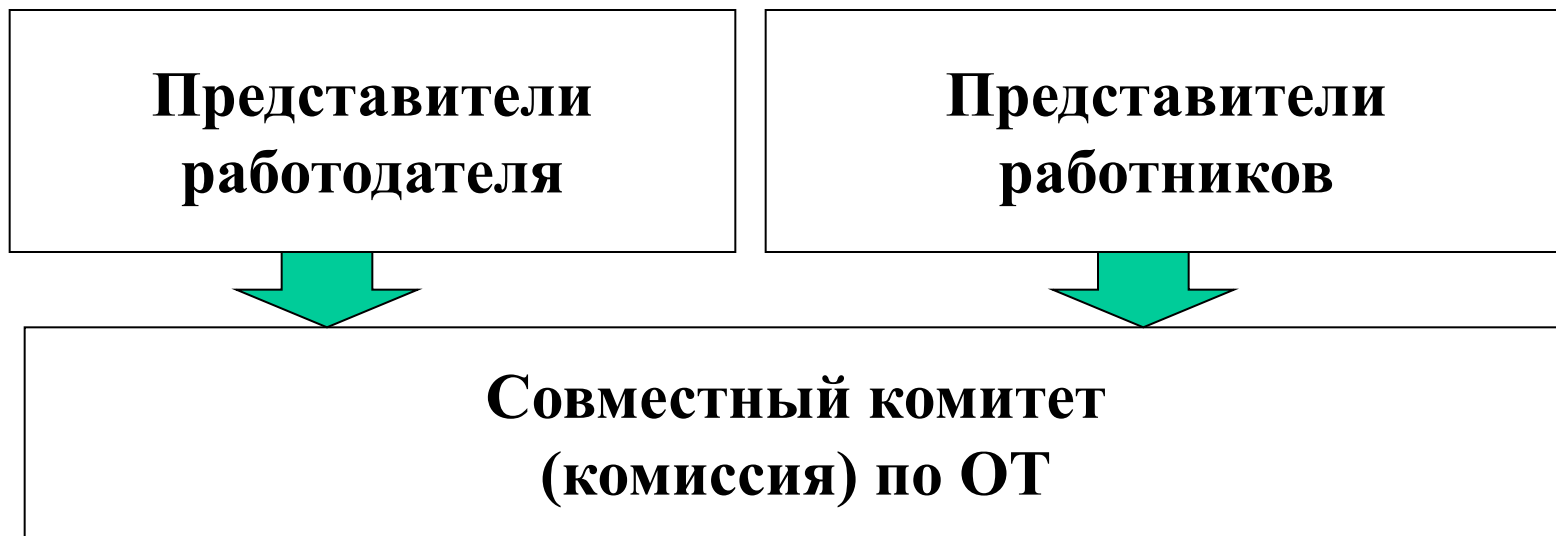 Представители
работодателя
Представители
работников
Совместный комитет
(комиссия) по ОТ